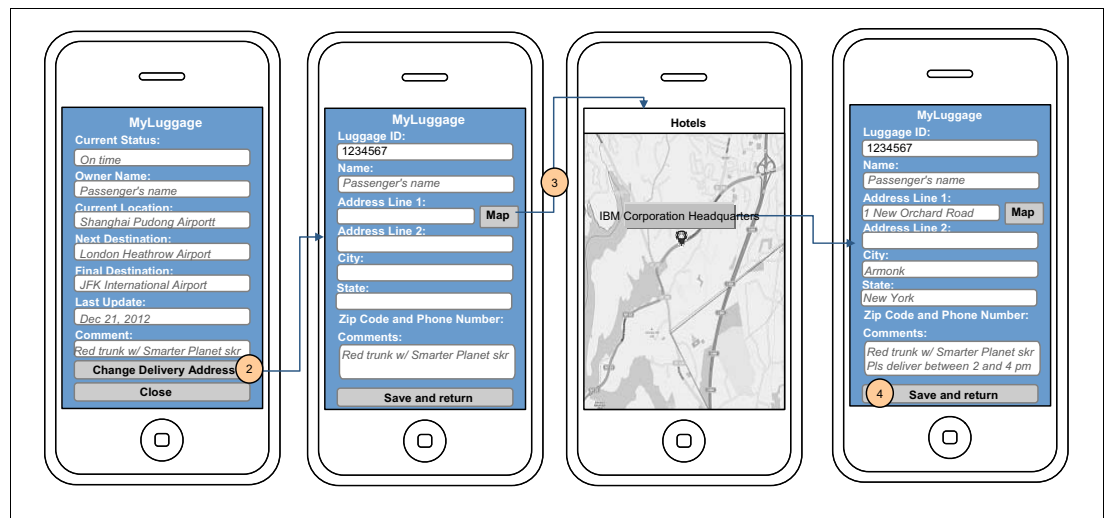 MyLuggage
Current Status:
On time
Owner Name:
Passenger's name
Current Location:
Shanghai Pudong Airportt
Next Destination:
London Heathrow Airport
Final Destination:
JFK International Airport
Last Update:
Dec 21, 2012
Comment:
Red trunk w/ Smarter Planet skr
Change Delivery Address
2
Close
MyLuggage
Luggage ID:
1234567
Name:
Passenger's name
Address Line 1:
Map
Address Line 2:
City:
State:
Zip Code and Phone Number:
Comments:
Red trunk w/ Smarter Planet skr
Save and return
3
Hotels
IBM Corporation Headquarters
MyLuggage
Luggage ID:
1234567
Name:
Passenger's name
Address Line 1:
1 New Orchard Road
Map
Address Line 2:
City:
Armonk
State:
New York
Zip Code and Phone Number:
Comments:
Red trunk w/ Smarter Planet skr
Pls deliver between 2 and 4 pm
4
Save and return